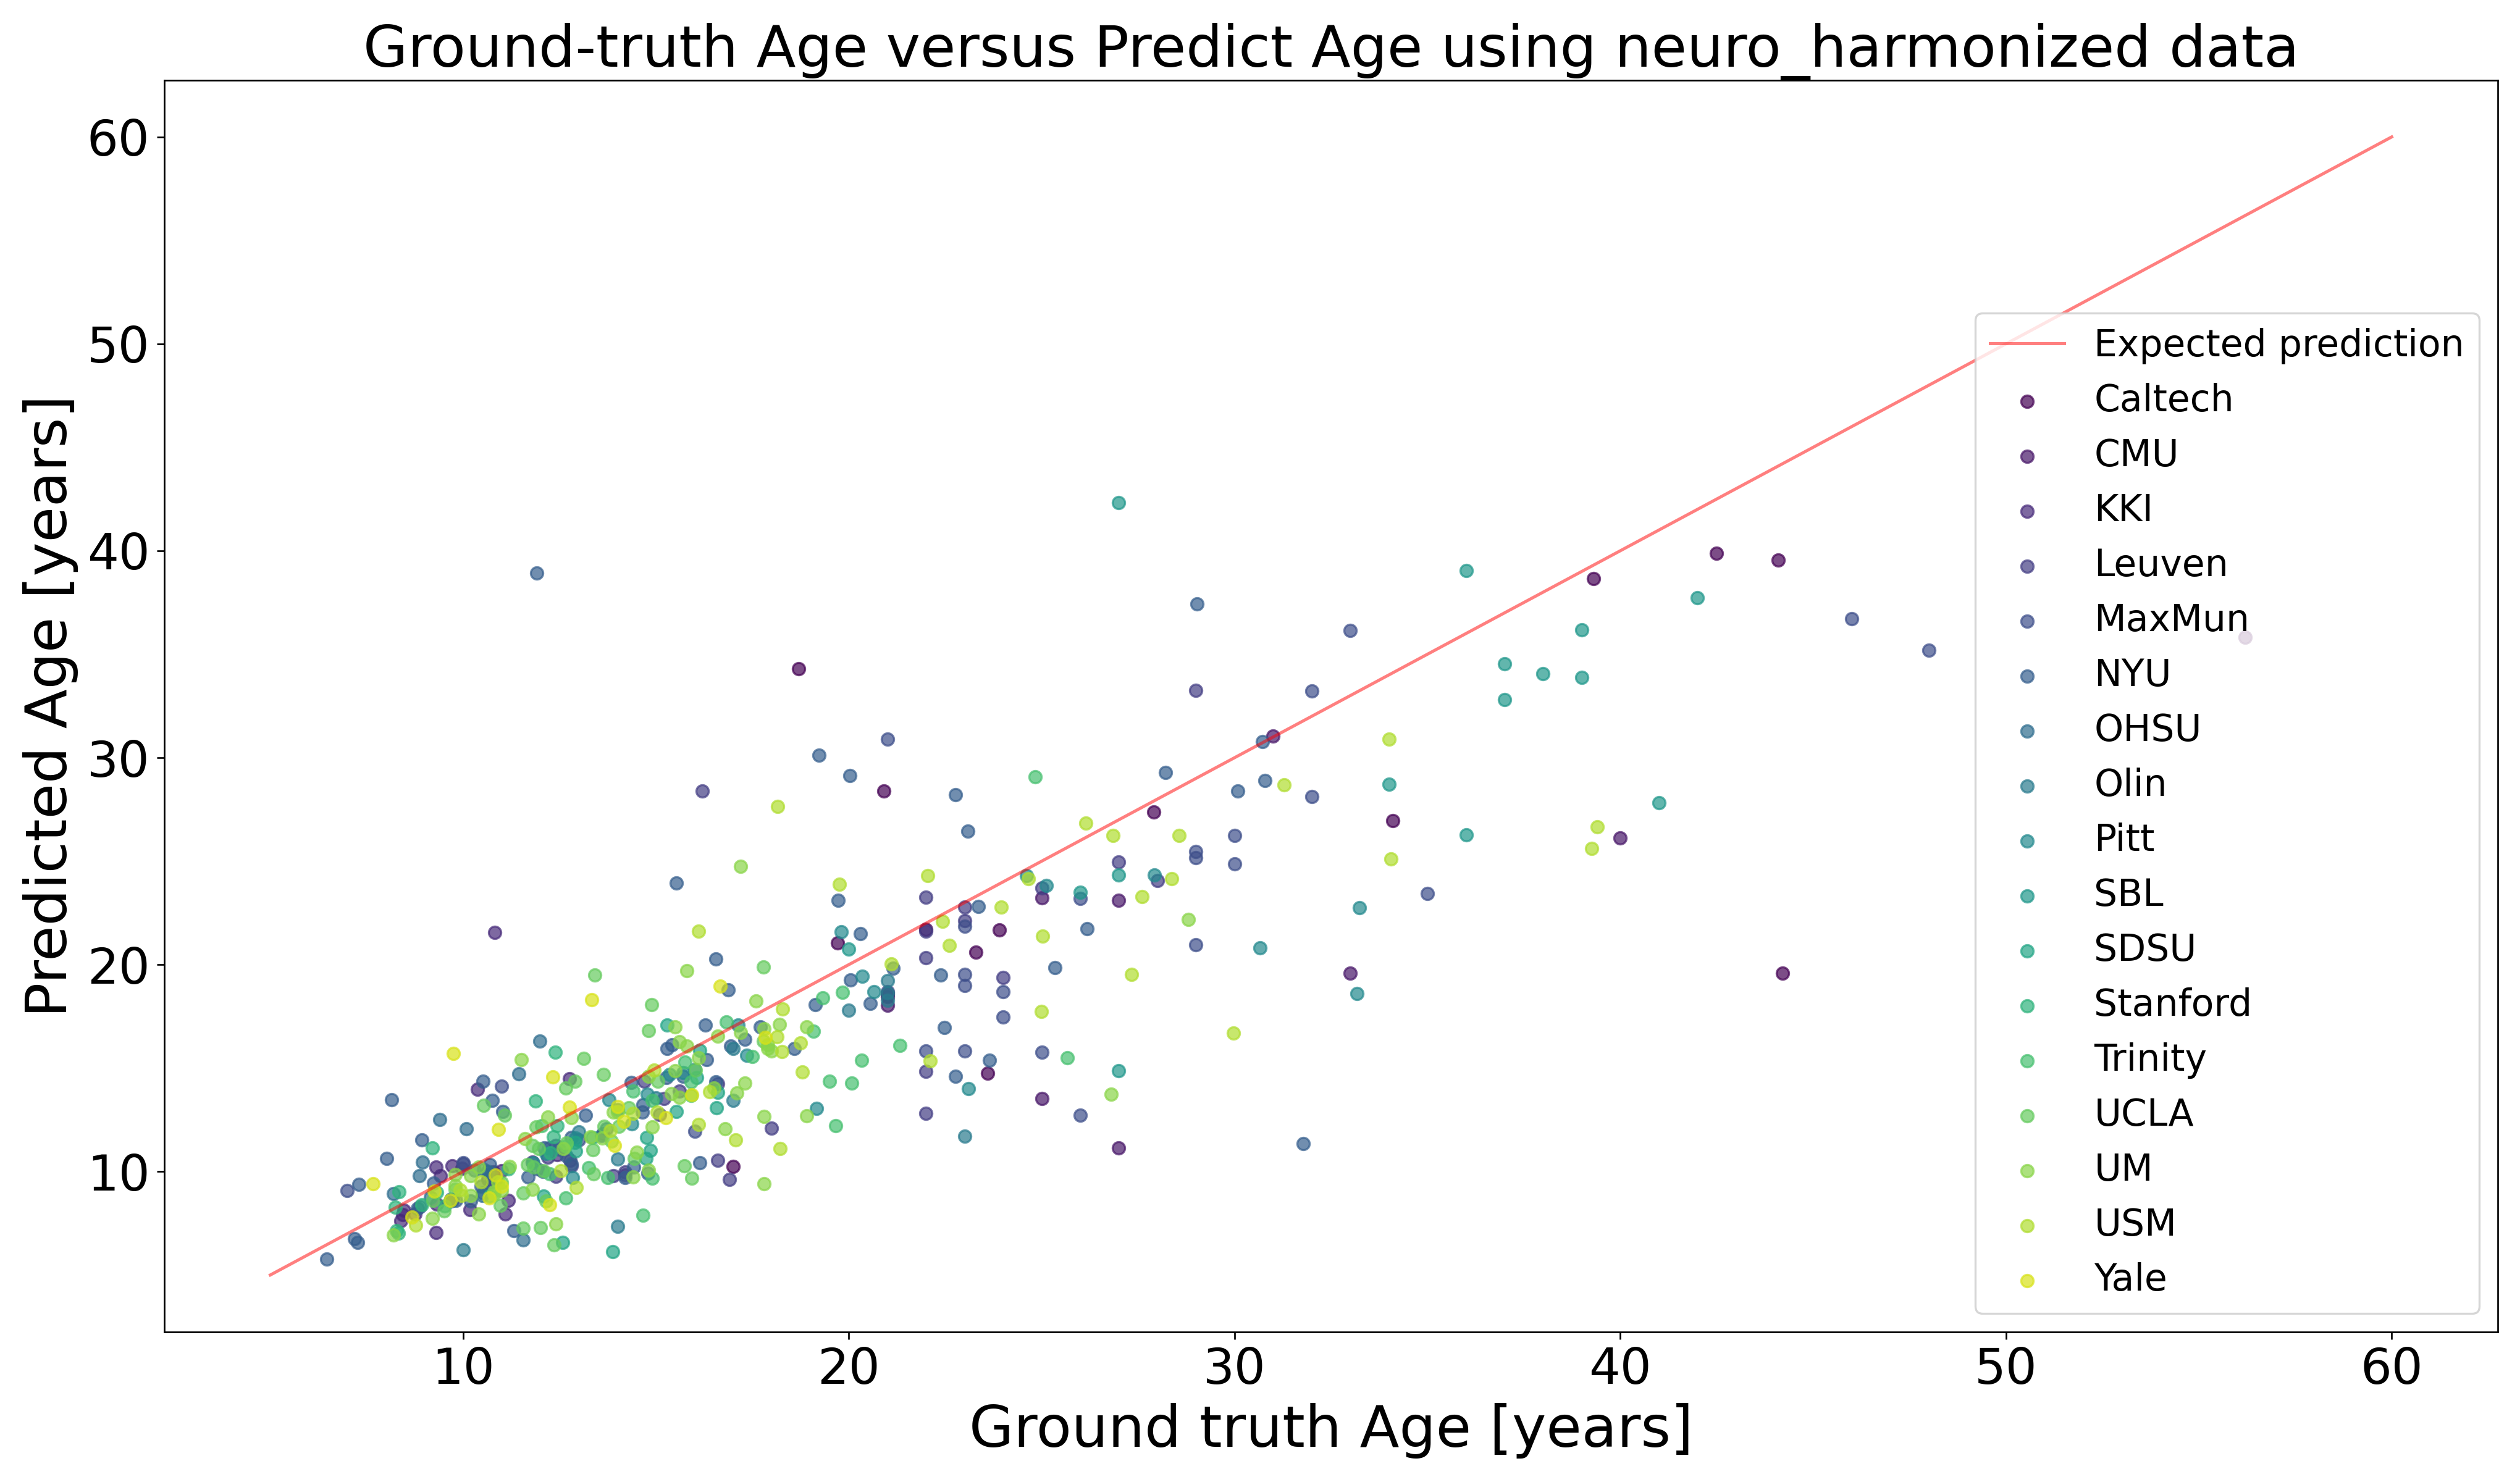 Ground-truth Age versus Predict Age using neuro_harmonized data
Predicted Age [years]
60
50
40
30
20
10
Expected prediction
Caltech
CMU
KKI
Leuven
MaxMun
NYU
OHSU
Olin
Pitt
SBL
SDSU
Stanford
Trinity
UCLA
UM
USM
Yale
10 20 30 40 50 60
Ground truth Age [years]